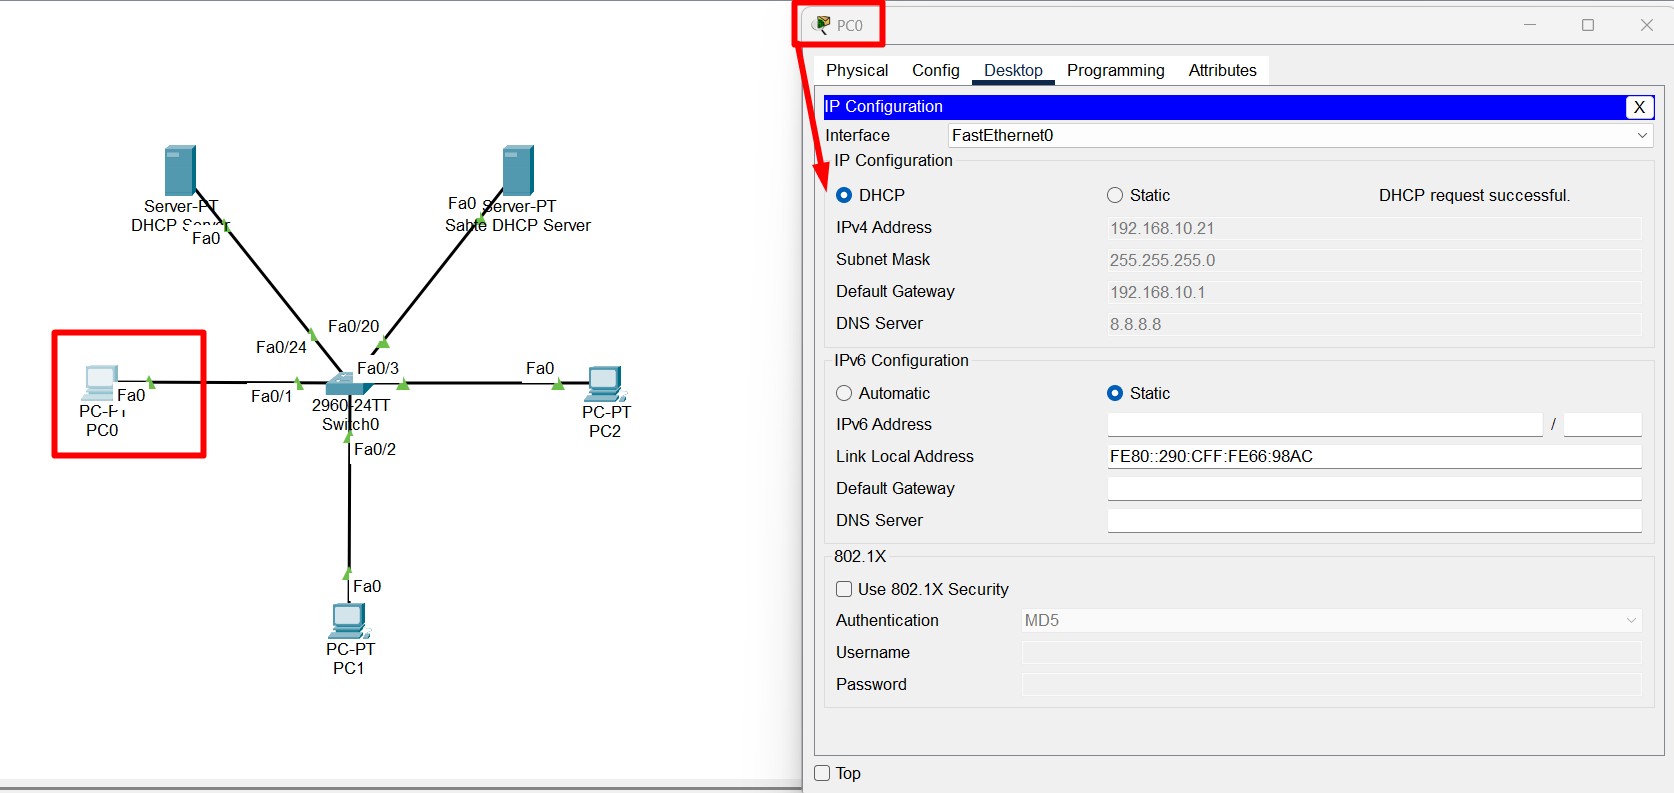 Server-PT
DHCP Server
Fa0
Fa0
Server-PT
Sahte DHCP Server
Fa0/20
Fa0/24
Fa0/3
Fa0
Fa0
PC-PT
PC0
Fa0/1
2960-24TT
Switch0
Fa0/2
PC-PT
PC2
Fa0
PC-PT
PC1
PC0
Physical Config Desktop Programming Attributes
IP Configuration X
Interface FastEthernet0
IP Configuration
DHCP Static DHCP request successful.
IPv4 Address 192.168.10.21
Subnet Mask 255.255.255.0
Default Gateway 192.168.10.1
DNS Server 8.8.8.8
IPv6 Configuration
Automatic Static
IPv6 Address /
Link Local Address FE80::290:CFF:FE66:98AC
Default Gateway
DNS Server
802.1X
Use 802.1X Security
Authentication MD5
Username
Password
Top